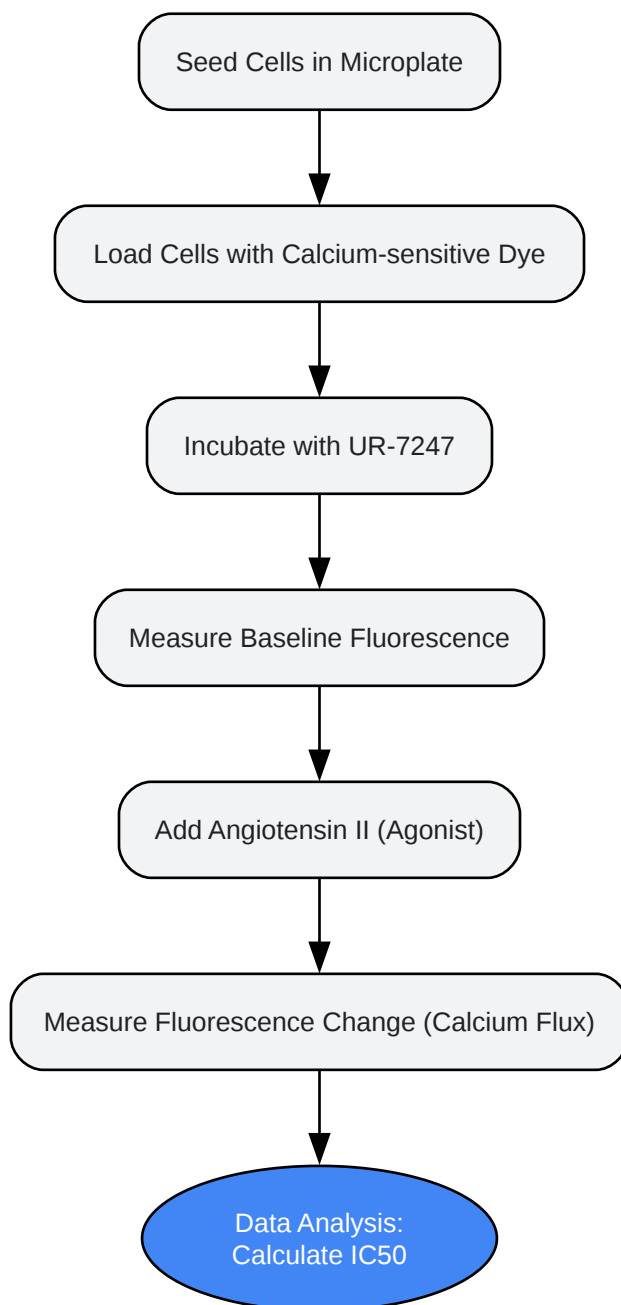 Seed Cells in Microplate
Load Cells with Calcium-sensitive Dye
Incubate with UR-7247
Measure Baseline Fluorescence
Add Angiotensin II (Agonist)
Measure Fluorescence Change (Calcium Flux)
Data Analysis:
Calculate IC50